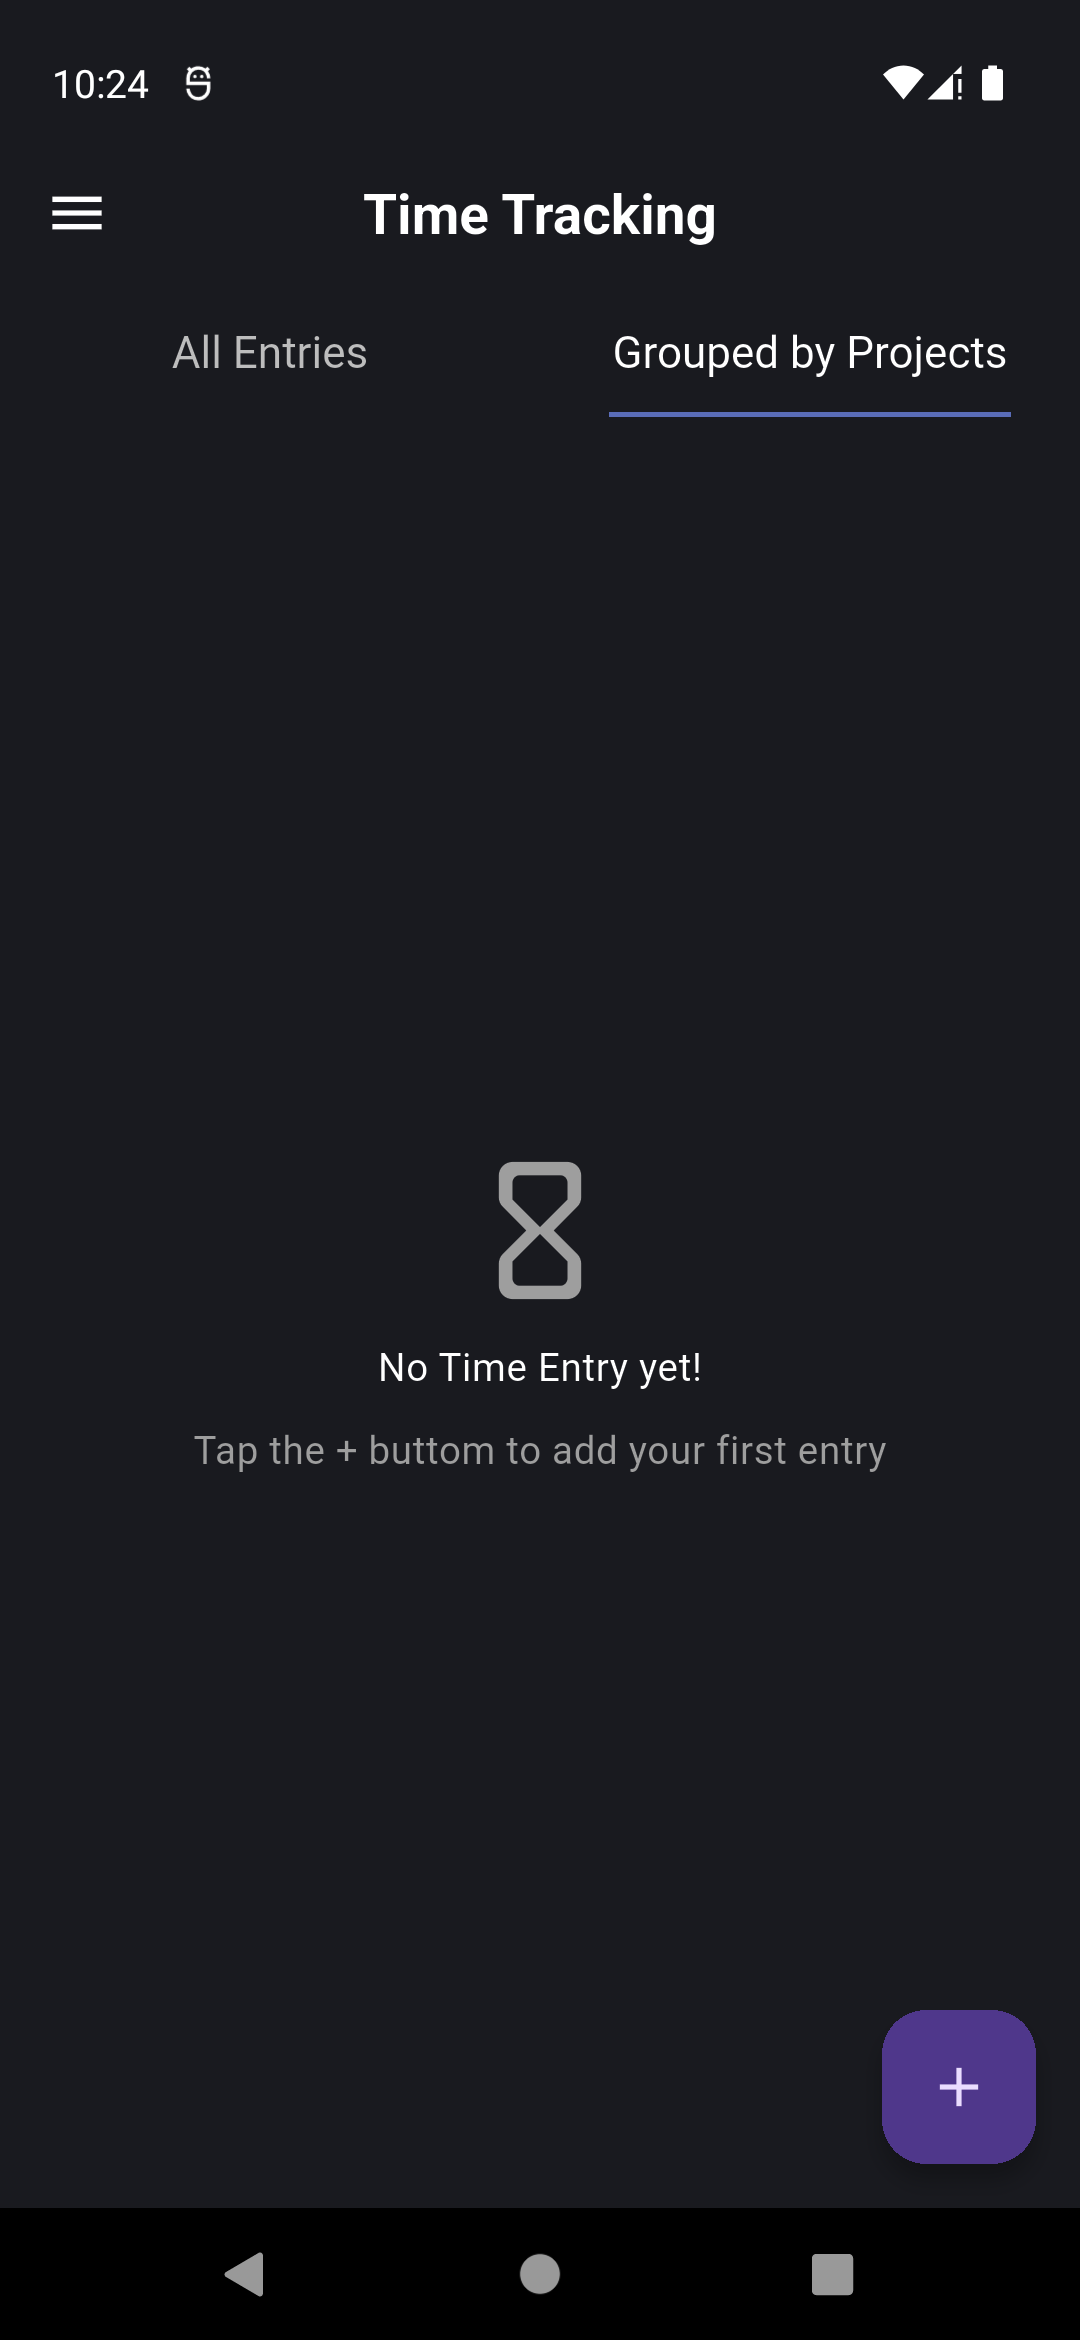 10:24
Time Tracking
All Entries
Grouped by Projects
No Time Entry yet!
Tap the + buttom to add your first entry